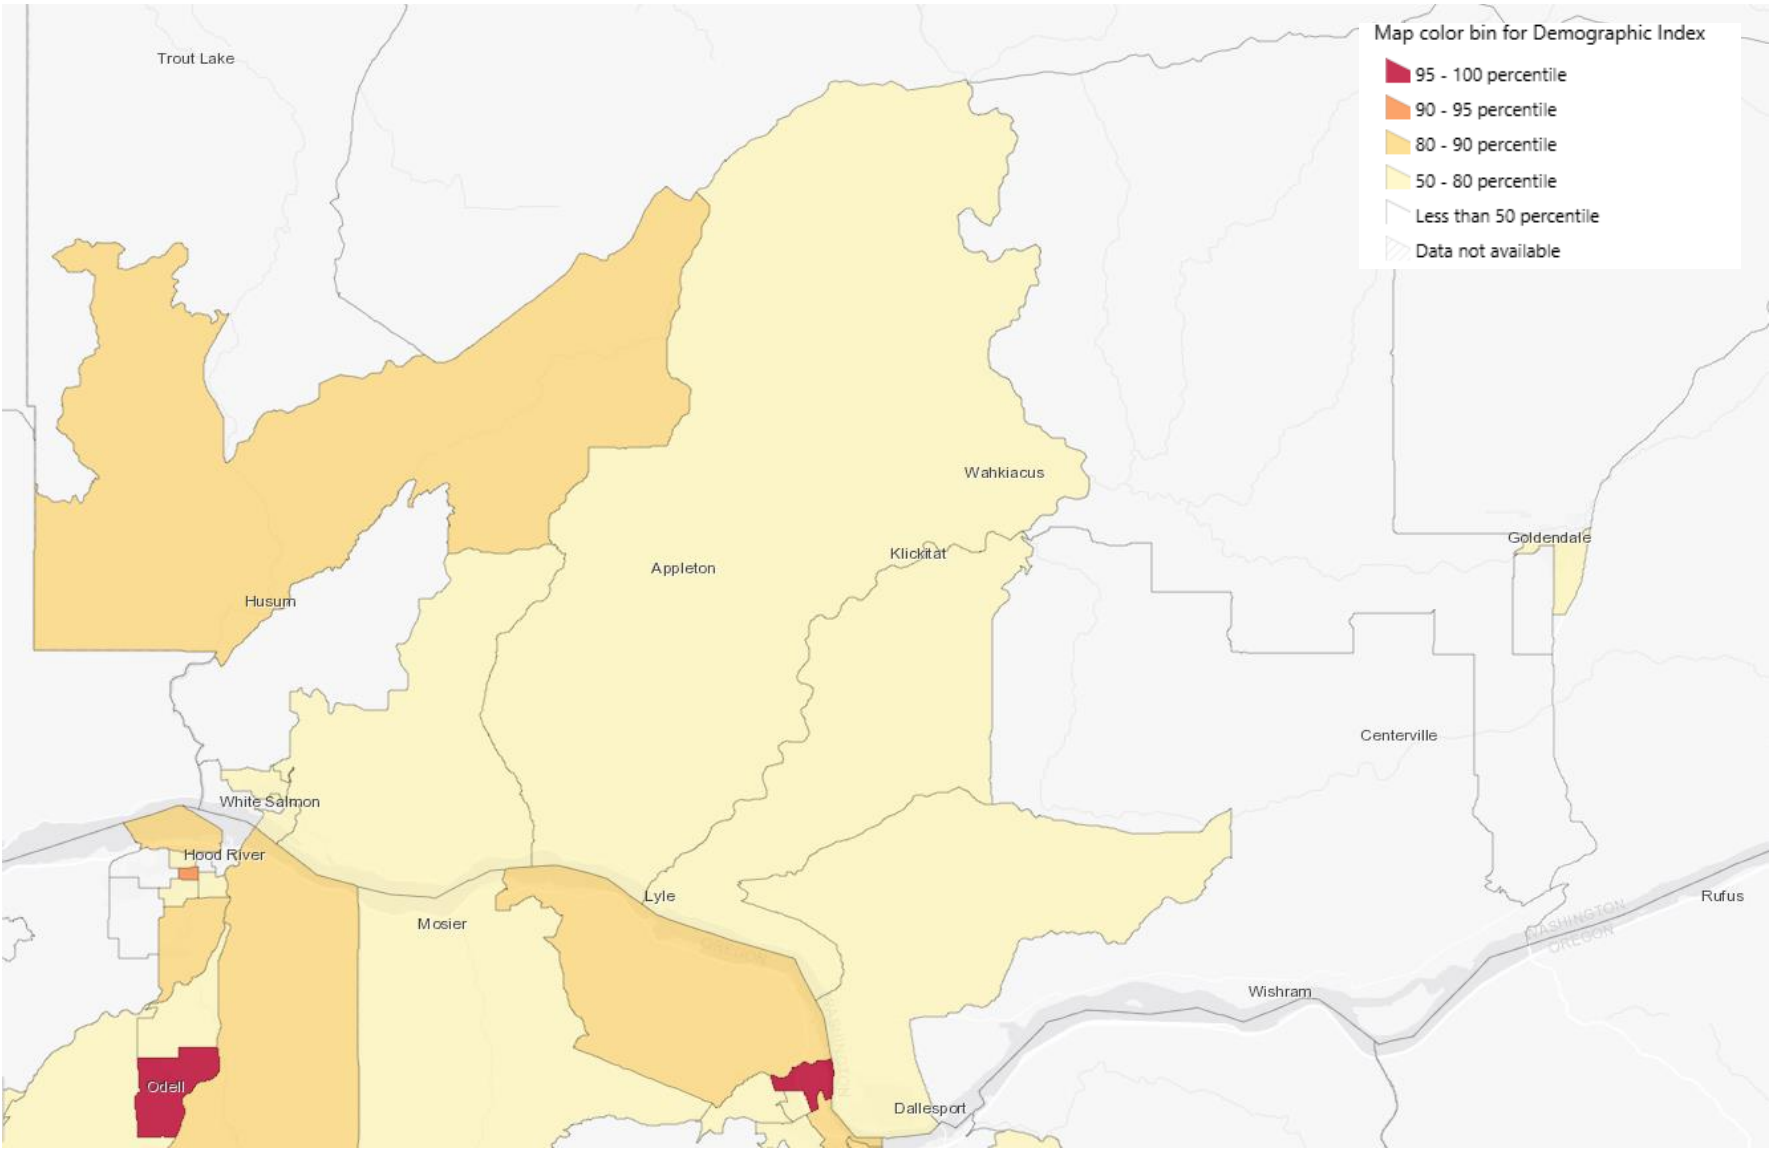 Map color bin for Demographic Index
95 - 100 percentile
90 - 95 percentile
80 - 90 percentile
50 - 80 percentile
Less than 50 percentile
Data not available
Trout Lake
Wahkiacus
Goldendale
Klickitat
Appleton
Husum
Centerville
White Salmon
Hood River
Lyle
Rufus
Mosier
WASHINGTON
OREGON
OREGON
Wishram
WASHINGTON
Odell
Dallesport